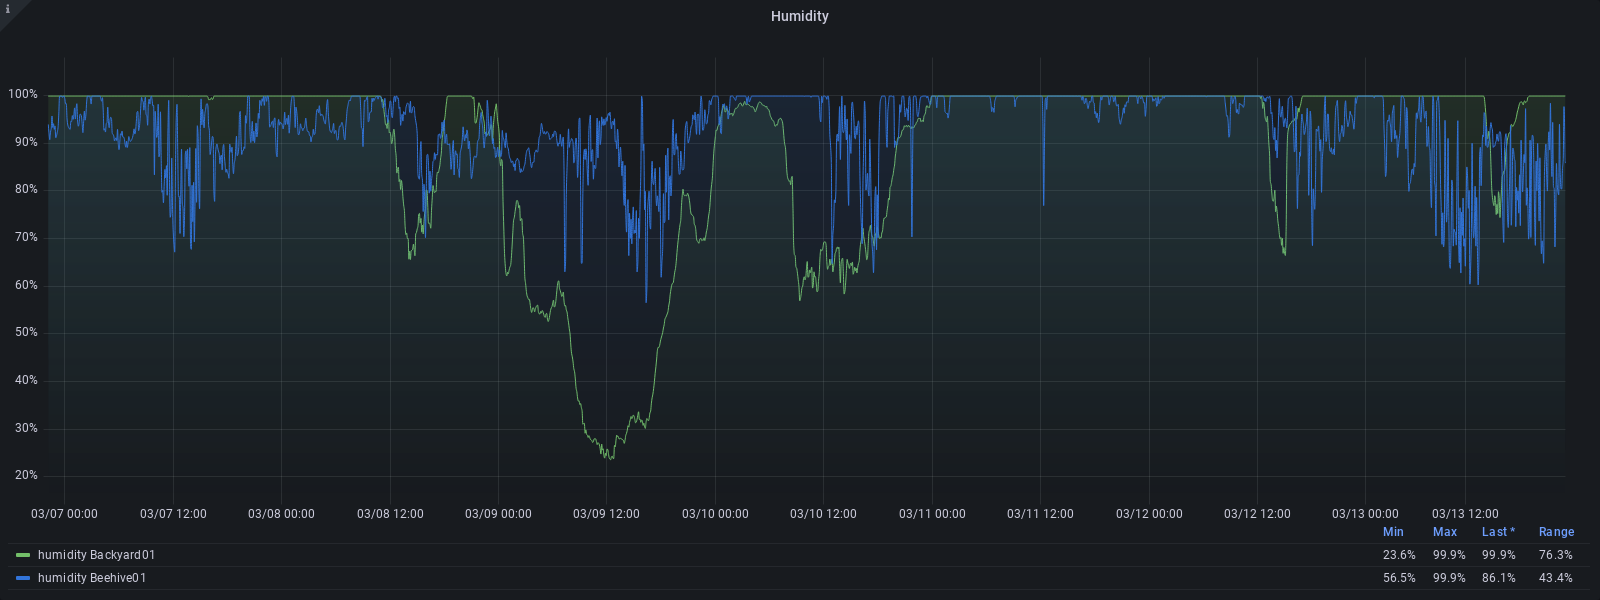 i
Humidity
100%
90%
80%
70%
60%
50%
40%
30%
20%
03/07 00:00 03/07 12:00 03/08 00:00 03/08 12:00 03/09 00:00 03/09 12:00 03/10 00:00 03/10 12:00 03/11 00:00 03/11 12:00 03/12 00:00 03/12 12:00 03/13 00:00 03/13 12:00
Min Max Last * Range
humidity Backyard01 23.6% 99.9% 99.9% 76.3%
humidity Beehive01 56.5% 99.9% 86.1% 43.4%